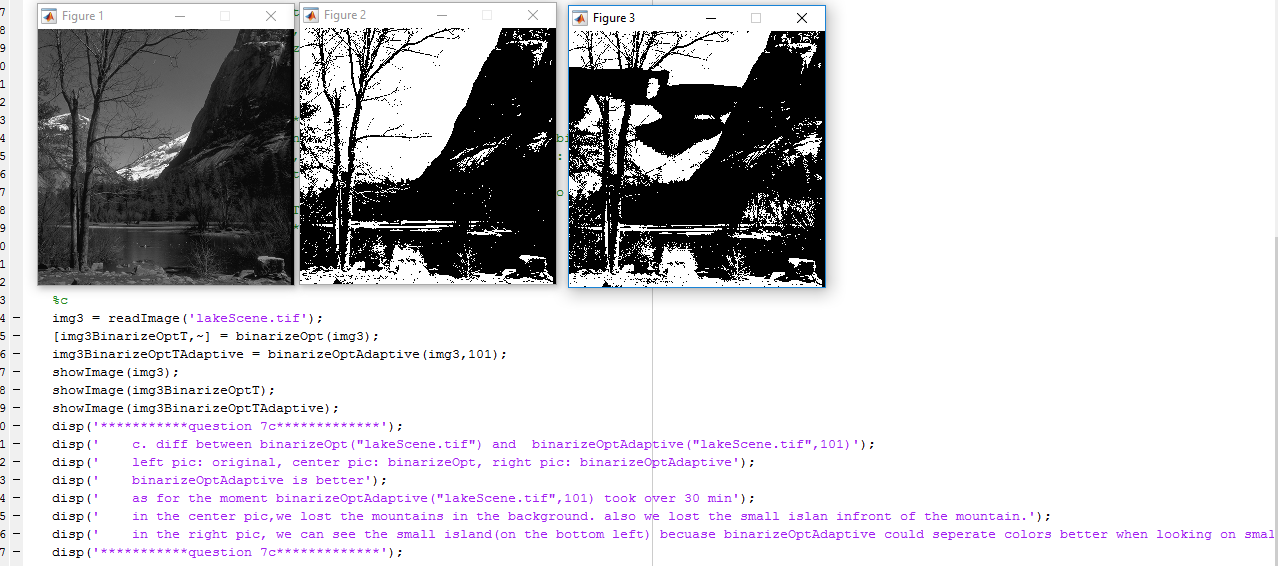 Figure 1
Figure 2
Figure 3
%c
img3 = readImage('lakeScene.tif');
[img3BinarizeOptT,~] = binarizeOpt(img3);
img3BinarizeOptTAdaptive = binarizeOptAdaptive(img3,101);
showImage(img3);
showImage(img3BinarizeOptT);
showImage(img3BinarizeOptTAdaptive);
disp('***********question 7c*************');
disp('    c. diff between binarizeOpt("lakeScene.tif") and  binarizeOptAdaptive("lakeScene.tif",101)');
disp('    left pic: original, center pic: binarizeOpt, right pic: binarizeOptAdaptive');
disp('    binarizeOptAdaptive is better');
disp('    as for the moment binarizeOptAdaptive("lakeScene.tif",101) took over 30 min');
disp('    in the center pic,we lost the mountains in the background. also we lost the small islan infront of the mountain.');
disp('    in the right pic, we can see the small island(on the bottom left) becuase binarizeOptAdaptive could seperate colors better when looking on smal
disp('***********question 7c*************');